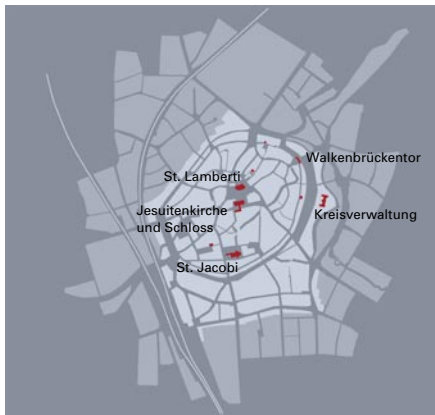 Walkenbrückentor
St. Lamberti
Jesuitenkirche
und Schloss
Kreisverwaltung
St. Jacobi